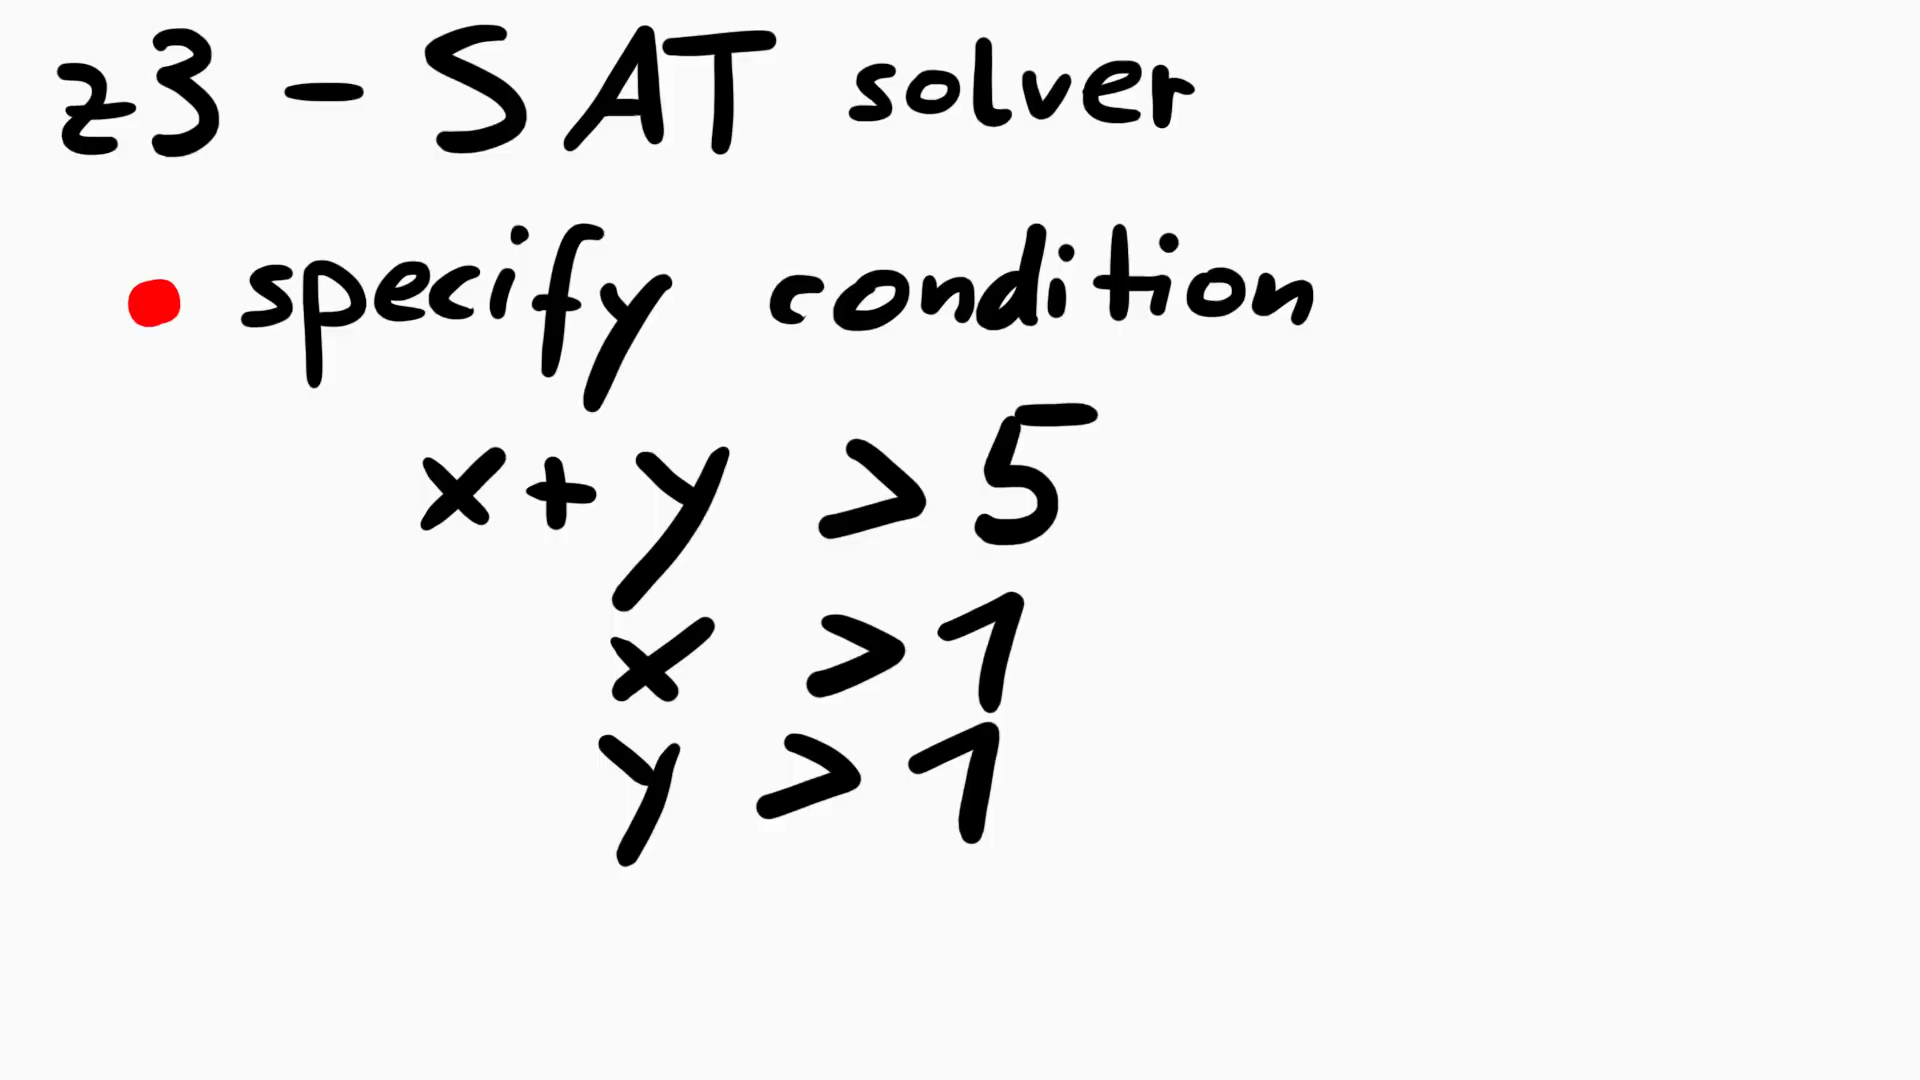 z3 - SAT solver
• specify condition
x + y > 5
x > 1
y > 1